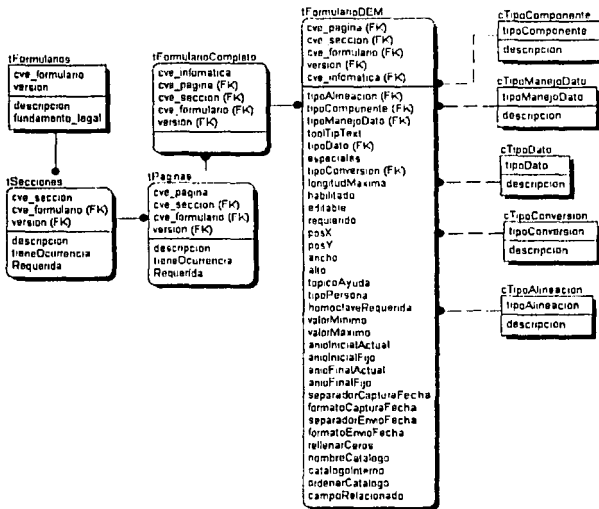 tFormularios
cve_formulario
version
descripcion
fundamento_legal
tSecciones
cve_seccion
cve_formulario (FK)
version (FK)
descripcion
tieneOcurrencia
Requerida
tFormularioCompleto
cve_infomatica
cve_pagina (FK)
cve_seccion (FK)
cve_formulario (FK)
version (FK)
tPaginas
cve_pagina
cve_seccion (FK)
cve_formulario (FK)
version (FK)
descripcion
tieneOcurrencia
Requerida
tFormularioDEM
cve_pagina (FK)
cve_seccion (FK)
cve_formulario (FK)
version (FK)
cve_infomatica (FK)
tipoAlineacion (FK)
tipoComponente (FK)
tipoManejoDato (FK)
toolTipText
tipoDato (FK)
especiales
tipoConversion (FK)
longitudMaxima
habilitado
editable
requerido
posX
posY
ancho
alto
topicoAyuda
tipoPersona
homoclaveRequerida
valorMinimo
valorMaximo
anioInicialActual
anioInicialFijo
anioFinalActual
anioFinalFijo
separadorCapturaFecha
formatoCapturaFecha
separadorEnvioFecha
formatoEnvioFecha
rellenarCeros
nombreCatalogo
catalogoInterno
ordenarCatalogo
campoRelacionado
cTipoComponente
tipoComponente
descripcion
cTipoManejoDato
tipoManejoDato
descripcion
cTipoDato
tipoDato
descripcion
cTipoConversion
tipoConversion
descripcion
cTipoAlineacion
tipoAlineacion
descripcion